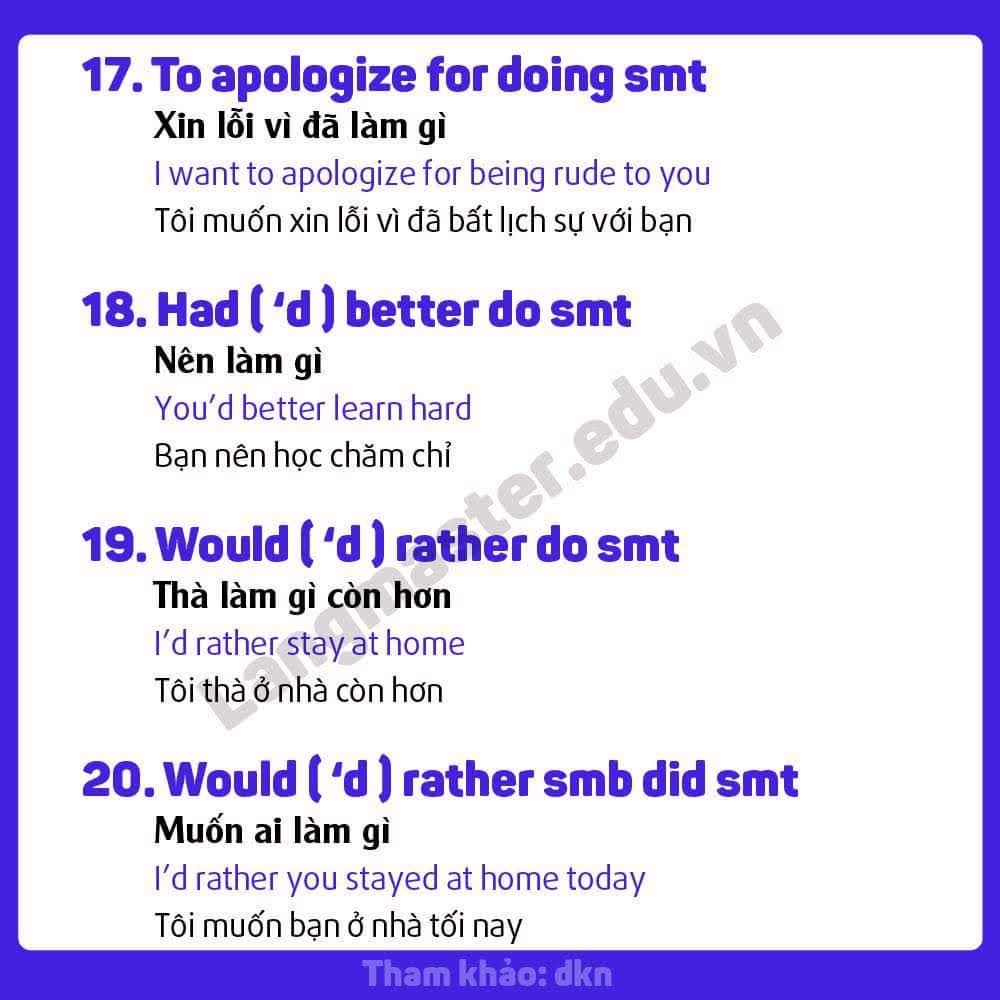 17. To apologize for doing smt
Xin lỗi vì đã làm gì
I want to apologize for being rude to you
Tôi muốn xin lỗi vì đã bất lịch sự với bạn
18. Had ( ‘d ) better do smt
Nên làm gì
You’d better learn hard
Bạn nên học chăm chỉ
19. Would ( ‘d ) rather do smt
Thà làm gì còn hơn
I’d rather stay at home
Tôi thà ở nhà còn hơn
20. Would ( ‘d ) rather smb did smt
Muốn ai làm gì
I’d rather you stayed at home today
Tôi muốn bạn ở nhà tối nay
Langmaster.edu.vn
Tham khảo: dkn